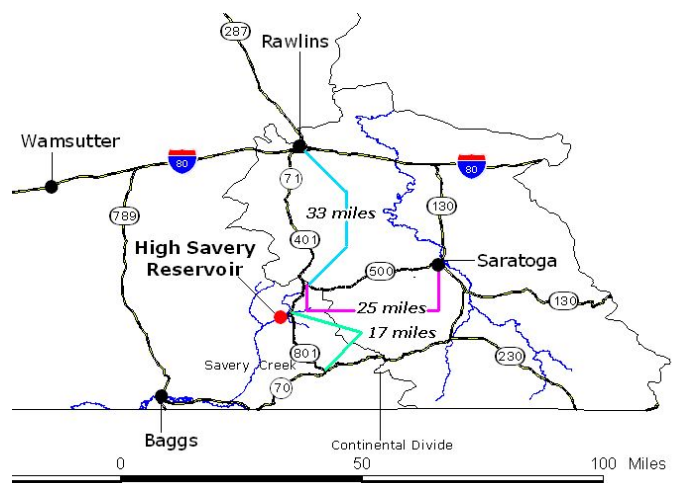 287
Rawlins
Wamsutter
80
80
71
789
33 miles
130
401
High Savery
Reservoir
500
Saratoga
25 miles
130
17 miles
801
230
Savery Creek
70
Baggs
Continental Divide
0
50
100 Miles